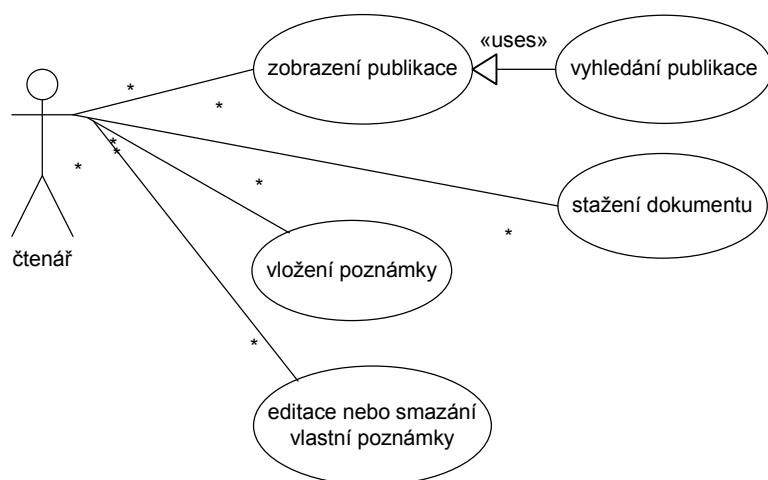 «uses»
zobrazení publikace
vyhledání publikace
*
*
*
*
*
*
stažení dokumentu
*
čtenář
vložení poznámky
*
editace nebo smazání
vlastní poznámky